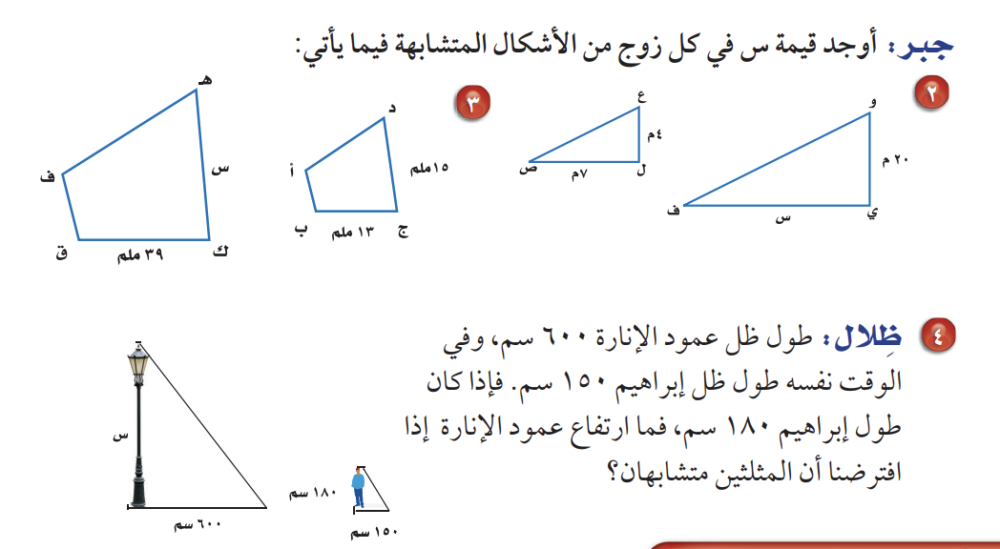 جبر: أوجد قيمة س في كل زوج من الأشكال المتشابهة فيما يأتي:
٢
و
٢٠ م
ي
س
ف
ع
٤م
ل
٧م
ص
٣
د
١٥ملم
ج
١٣ ملم
ب
أ
هـ
س
ك
٣٩ ملم
ق
ف
٤
ظِلال: طول ظل عمود الإنارة ٦٠٠ سم، وفي
الوقت نفسه طول ظل إبراهيم ١٥٠ سم. فإذا كان
طول إبراهيم ١٨٠ سم، فما ارتفاع عمود الإنارة إذا
افترضنا أن المثلثين متشابهان؟
س
٦٠٠ سم
١٨٠ سم
١٥٠ سم